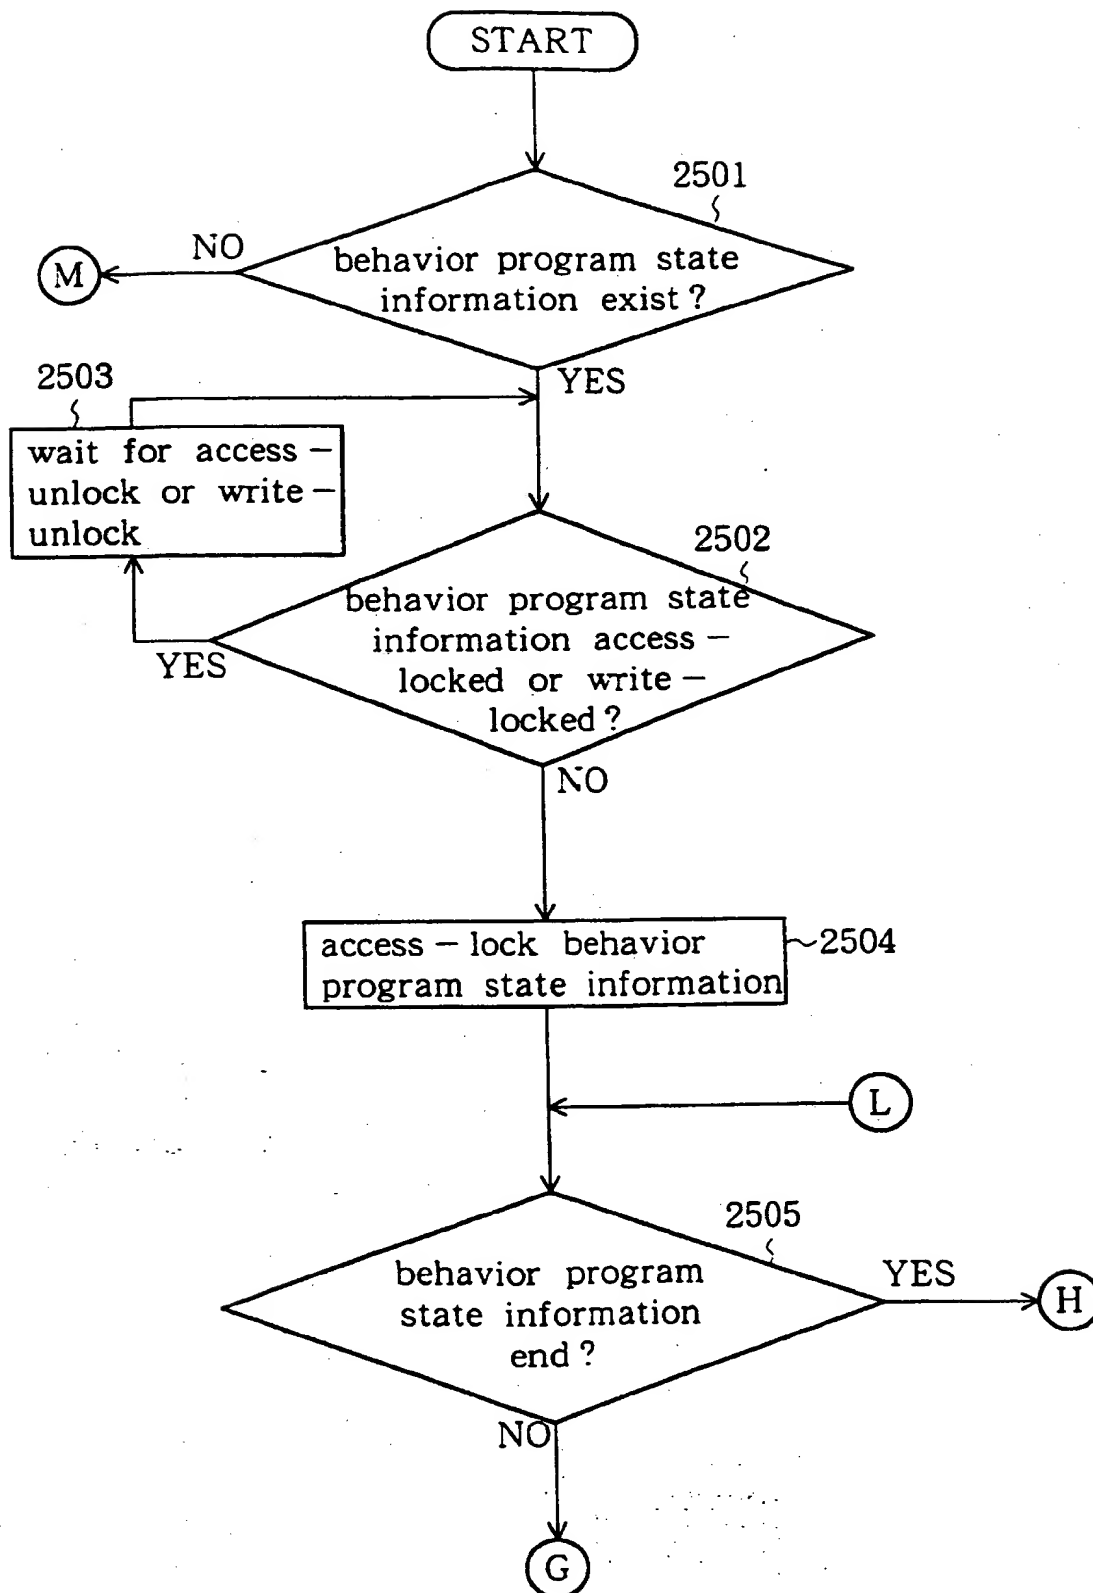 START
2501
NO
M
behavior program state
information exist?
YES
2503
wait for access-
unlock or write-
unlock
2502
behavior program state
information access-
locked or write-
locked?
YES
NO
access-lock behavior
program state information
2504
L
2505
behavior program
state information
end?
YES
H
NO
G